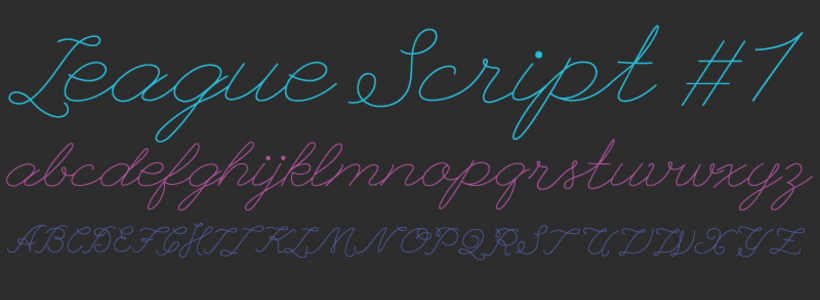 League Script #1
abcdefghijklmnopqrstuvwxyz
ABCDEFGHIJKLMNOPQRSTUVWXYZ